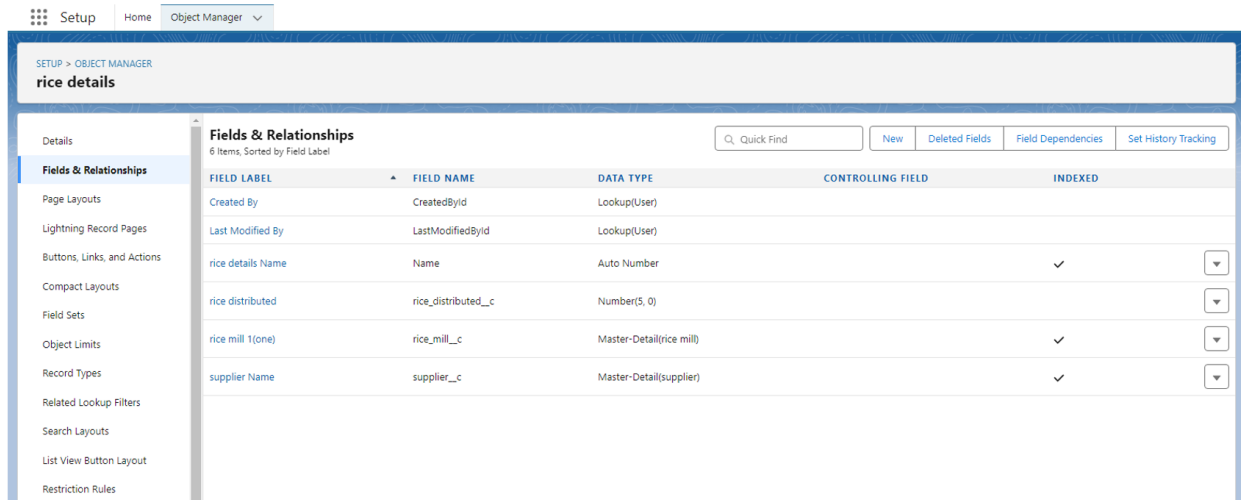 Setup Home Object Manager
SETUP > OBJECT MANAGER
rice details
Details
Fields & Relationships
Page Layouts
Lightning Record Pages
Buttons, Links, and Actions
Compact Layouts
Field Sets
Object Limits
Record Types
Related Lookup Filters
Search Layouts
List View Button Layout
Restriction Rules
Fields & Relationships
6 Items, Sorted by Field Label
Quick Find New Deleted Fields Field Dependencies Set History Tracking
FIELD LABEL FIELD NAME DATA TYPE CONTROLLING FIELD INDEXED
Created By CreatedById Lookup(User)
Last Modified By LastModifiedById Lookup(User)
rice details Name Name Auto Number
rice distributed rice_distributed__c Number(5, 0)
rice mill 1(one) rice_mill__c Master-Detail(rice mill)
supplier Name supplier__c Master-Detail(supplier)